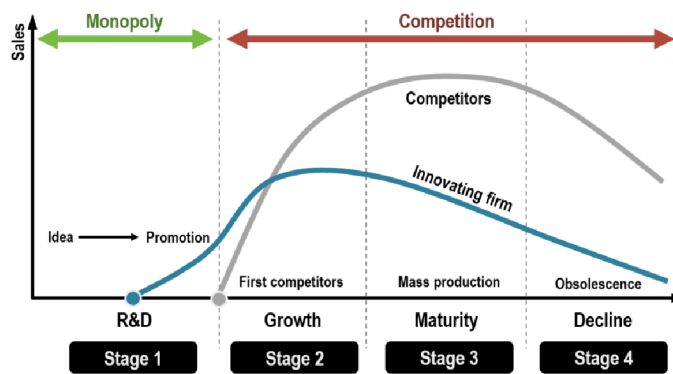 Monopoly
Competition
Sales
Competitors
Innovating firm
Idea
Promotion
First competitors
Mass production
Obsolescence
R&D
Growth
Maturity
Decline
Stage 1
Stage 2
Stage 3
Stage 4